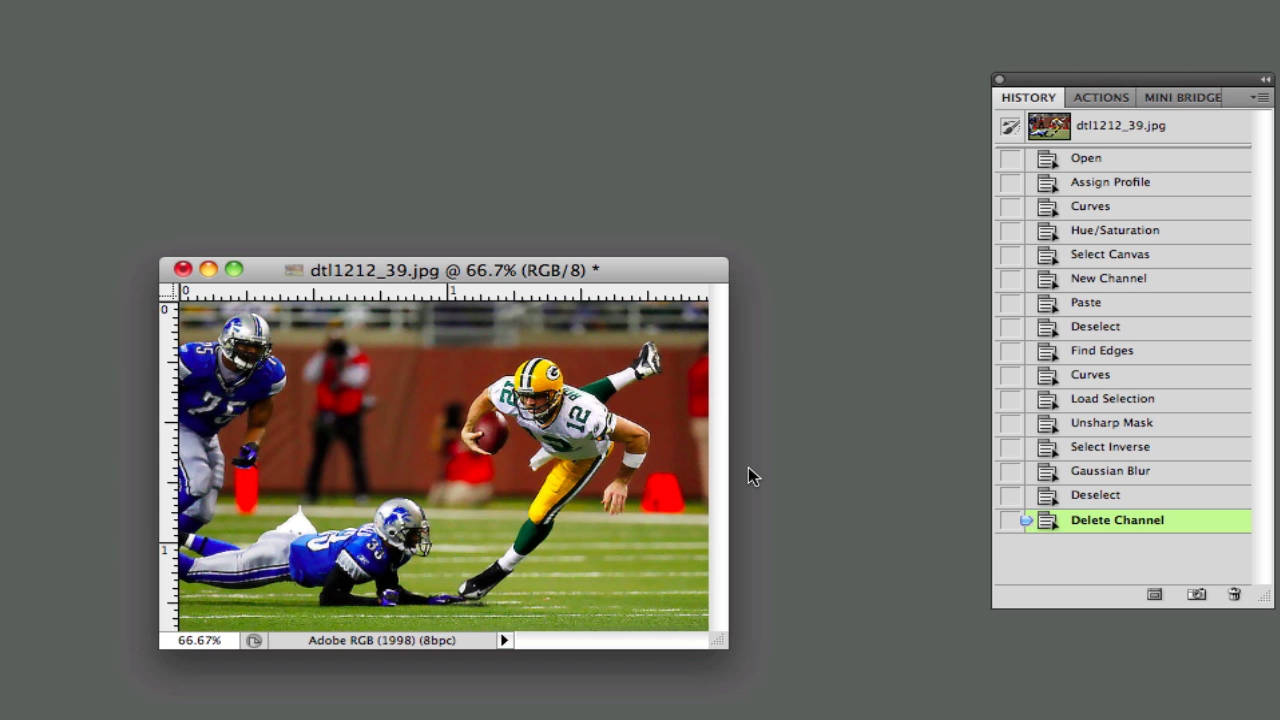 HISTORY ACTIONS MINI BRIDGE
dtl1212_39.jpg
Open
Assign Profile
Curves
Hue/Saturation
Select Canvas
New Channel
Paste
Deselect
Find Edges
Curves
Load Selection
Unsharp Mask
Select Inverse
Gaussian Blur
Deselect
Delete Channel
dtl1212_39.jpg @ 66.7% (RGB/8) *
0 1
0
1
75
75
12
12
G
66.67% Adobe RGB (1998) (8bpc)